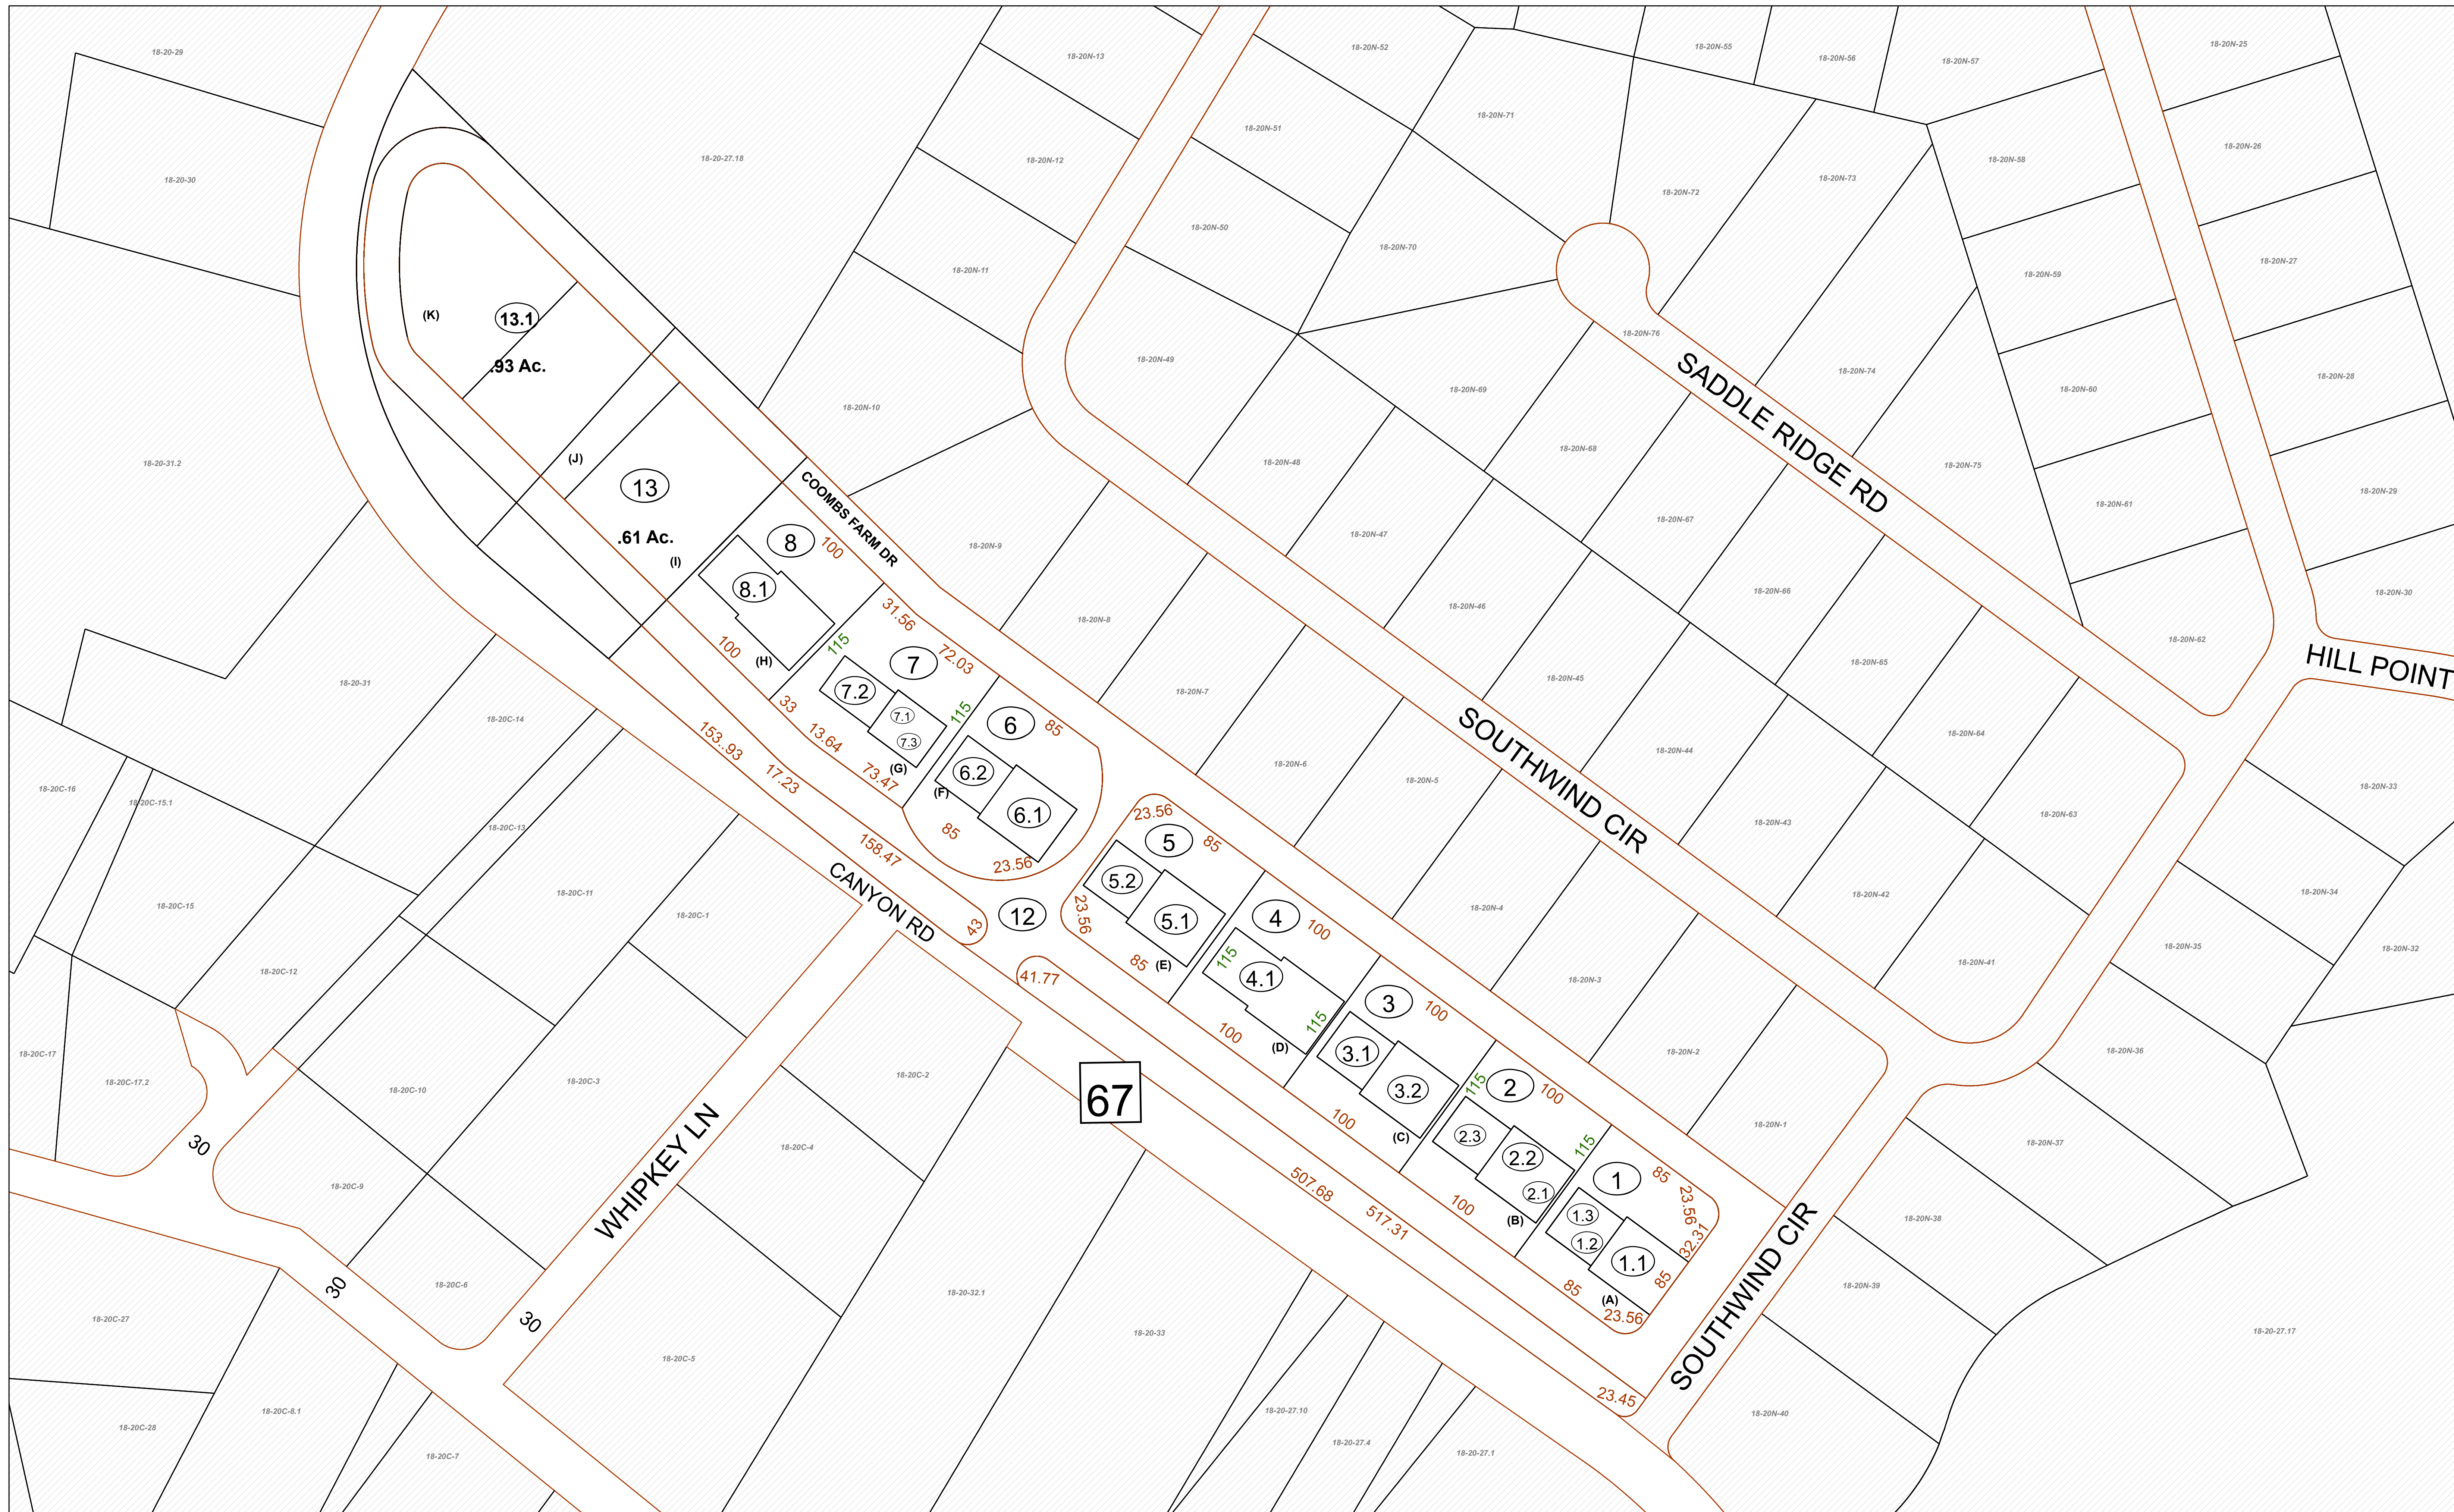 18-20-29
18-20N-13
18-20N-52
18-20N-55
18-20N-56
18-20N-57
18-20N-25
18-20N-51
18-20N-71
18-20-27.18
18-20N-12
18-20N-58
18-20N-26
18-20-30
18-20N-72
18-20N-73
18-20N-50
18-20N-70
18-20N-11
18-20N-59
18-20N-27
(K)
13.1
.93 Ac.
18-20N-76
18-20N-49
SADDLE RIDGE RD
18-20N-69
18-20N-74
18-20N-60
18-20N-28
18-20N-10
18-20-31.2
(J)
13
.61 Ac.
(I)
COOMBS FARM DR
18-20N-48
18-20N-68
18-20N-75
18-20N-61
18-20N-29
18-20N-9
18-20N-47
18-20N-67
8
100
8.1
100
(H)
18-20N-8
18-20N-46
18-20N-66
18-20N-30
18-20N-62
HILL POINT
31.56
115
7
72.03
7.2
7.1
7.3
33
13.64
73.47
(G)
115
18-20-31
18-20C-14
18-20N-7
18-20N-45
18-20N-65
SOUTHWIND CIR
6
85
6.2
6.1
(F)
85
23.56
153..93
17.23
158.47
18-20N-6
18-20N-5
18-20N-44
18-20N-64
18-20C-16
18-20C-15.1
18-20C-13
18-20N-43
18-20N-63
18-20N-33
CANYON RD
43
12
23.56
5
85
5.2
5.1
23.56
85
(E)
18-20C-15
18-20C-11
18-20C-1
18-20N-4
18-20N-42
18-20N-34
18-20C-12
41.77
4
100
115
4.1
115
100
(D)
18-20N-3
18-20N-41
18-20N-35
18-20N-32
3
100
3.1
3.2
100
(C)
115
18-20C-17
18-20C-17.2
18-20C-10
18-20C-3
18-20C-2
67
18-20N-2
18-20N-36
2
100
2.3
2.2
2.1
100
(B)
115
30
WHIPKEY LN
18-20C-4
18-20N-1
18-20N-37
18-20C-9
507.68
517.31
1
85
23.56
32.31
1.3
1.2
1.1
85
85
(A)
23.56
18-20N-38
18-20C-6
30
30
18-20-32.1
SOUTHWIND CIR
18-20N-39
18-20C-27
18-20C-5
18-20-33
18-20-27.17
23.45
18-20C-28
18-20C-8.1
18-20C-7
18-20-27.10
18-20-27.4
18-20-27.1
18-20N-40